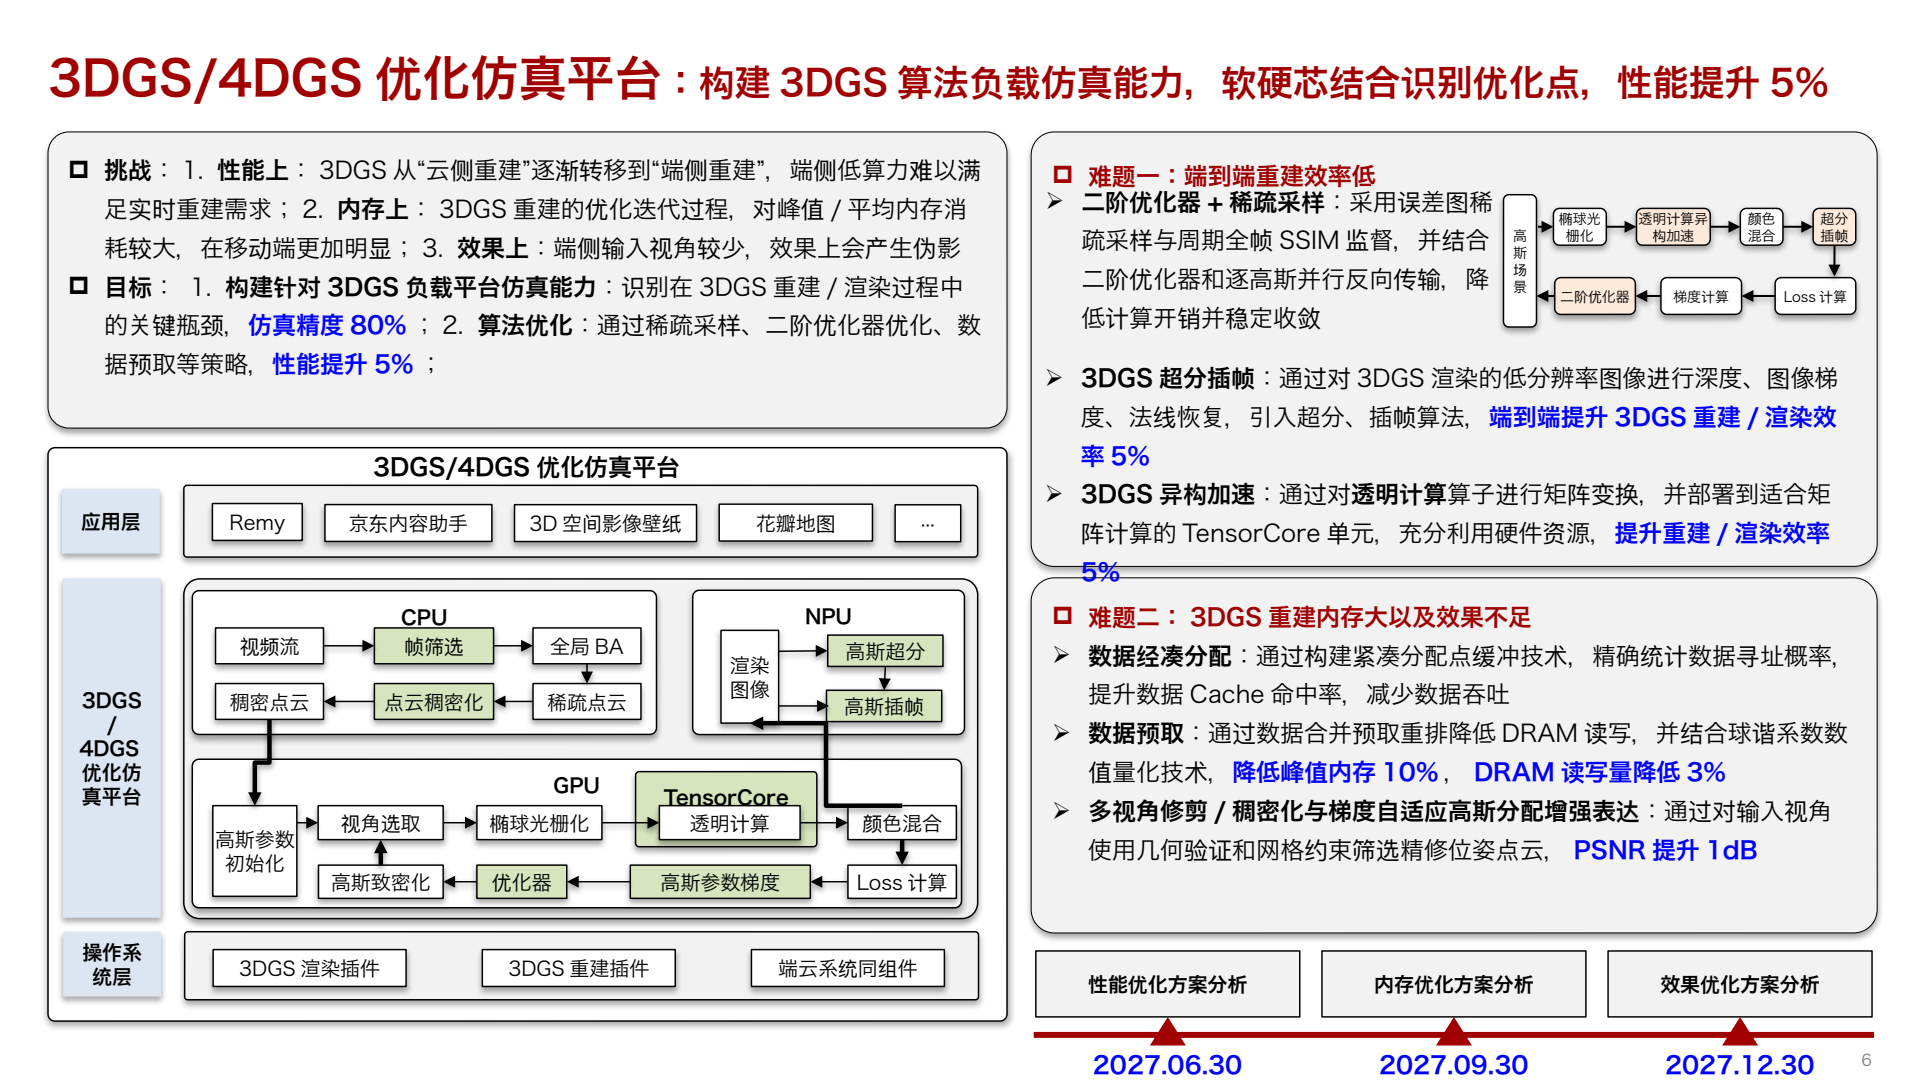 3DGS/4DGS 优化仿真平台：构建 3DGS 算法负载仿真能力，软硬芯结合识别优化点，性能提升 5%
挑战： 1. 性能上： 3DGS 从“云侧重建”逐渐转移到“端侧重建”，端侧低算力难以满
足实时重建需求； 2. 内存上： 3DGS 重建的优化迭代过程，对峰值 / 平均内存消
耗较大，在移动端更加明显； 3. 效果上：端侧输入视角较少，效果上会产生伪影
目标： 1. 构建针对 3DGS 负载平台仿真能力：识别在 3DGS 重建 / 渲染过程中
的关键瓶颈，仿真精度 80% ； 2. 算法优化：通过稀疏采样、二阶优化器优化、数
据预取等策略，性能提升 5% ；
3DGS/4DGS 优化仿真平台
应用层
Remy
京东内容助手
3D 空间影像壁纸
花瓣地图
...
3DGS
/
4DGS
优化仿
真平台
CPU
视频流
帧筛选
全局 BA
稠密点云
点云稠密化
稀疏点云
NPU
渲染
图像
高斯超分
高斯插帧
GPU
TensorCore
高斯参数
初始化
视角选取
椭球光栅化
透明计算
颜色混合
高斯致密化
优化器
高斯参数梯度
Loss 计算
操作系
统层
3DGS 渲染插件
3DGS 重建插件
端云系统同组件
难题一：端到端重建效率低
二阶优化器 + 稀疏采样：采用误差图稀
疏采样与周期全帧 SSIM 监督，并结合
二阶优化器和逐高斯并行反向传输，降
低计算开销并稳定收敛
高
斯
场
景
椭球光
栅化
透明计算异
构加速
颜色
混合
超分
插帧
二阶优化器
梯度计算
Loss 计算
3DGS 超分插帧：通过对 3DGS 渲染的低分辨率图像进行深度、图像梯
度、法线恢复，引入超分、插帧算法，端到端提升 3DGS 重建 / 渲染效
率 5%
3DGS 异构加速：通过对透明计算算子进行矩阵变换，并部署到适合矩
阵计算的 TensorCore 单元，充分利用硬件资源，提升重建 / 渲染效率
5%
难题二： 3DGS 重建内存大以及效果不足
数据经凑分配：通过构建紧凑分配点缓冲技术，精确统计数据寻址概率，
提升数据 Cache 命中率，减少数据吞吐
数据预取：通过数据合并预取重排降低 DRAM 读写，并结合球谐系数数
值量化技术，降低峰值内存 10% ， DRAM 读写量降低 3%
多视角修剪 / 稠密化与梯度自适应高斯分配增强表达：通过对输入视角
使用几何验证和网格约束筛选精修位姿点云， PSNR 提升 1dB
性能优化方案分析
内存优化方案分析
效果优化方案分析
2027.06.30
2027.09.30
2027.12.30
6